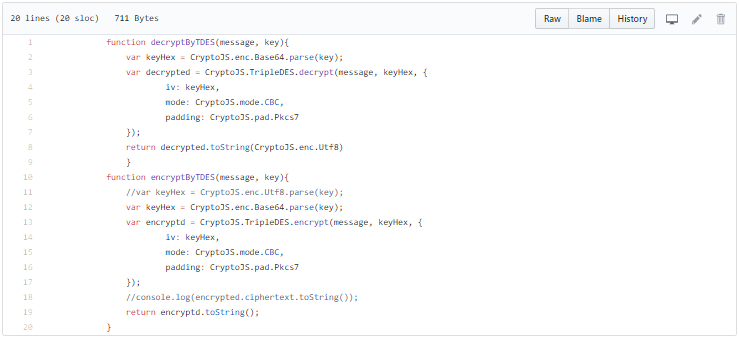 20 lines (20 sloc) 711 Bytes Raw Blame History
1 function decryptByTDES(message, key){
2 var keyHex = CryptoJS.enc.Base64.parse(key);
3 var decrypted = CryptoJS.TripleDES.decrypt(message, keyHex, {
4 iv: keyHex,
5 mode: CryptoJS.mode.CBC,
6 padding: CryptoJS.pad.Pkcs7
7 });
8 return decrypted.toString(CryptoJS.enc.Utf8)
9 }
10 function encryptByTDES(message, key){
11 //var keyHex = CryptoJS.enc.Utf8.parse(key);
12 var keyHex = CryptoJS.enc.Base64.parse(key);
13 var encryptd = CryptoJS.TripleDES.encrypt(message, keyHex, {
14 iv: keyHex,
15 mode: CryptoJS.mode.CBC,
16 padding: CryptoJS.pad.Pkcs7
17 });
18 //console.log(encrypted.ciphertext.toString());
19 return encryptd.toString();
20 }